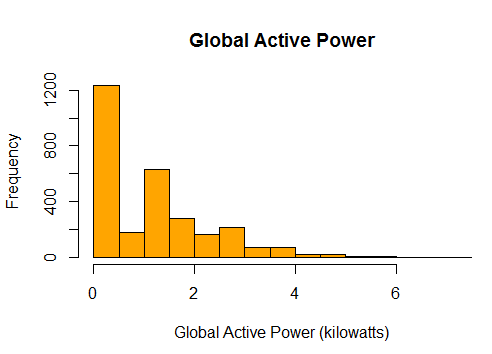 Global Active Power
Frequency
1200
800
400
0
0 2 4 6
Global Active Power (kilowatts)